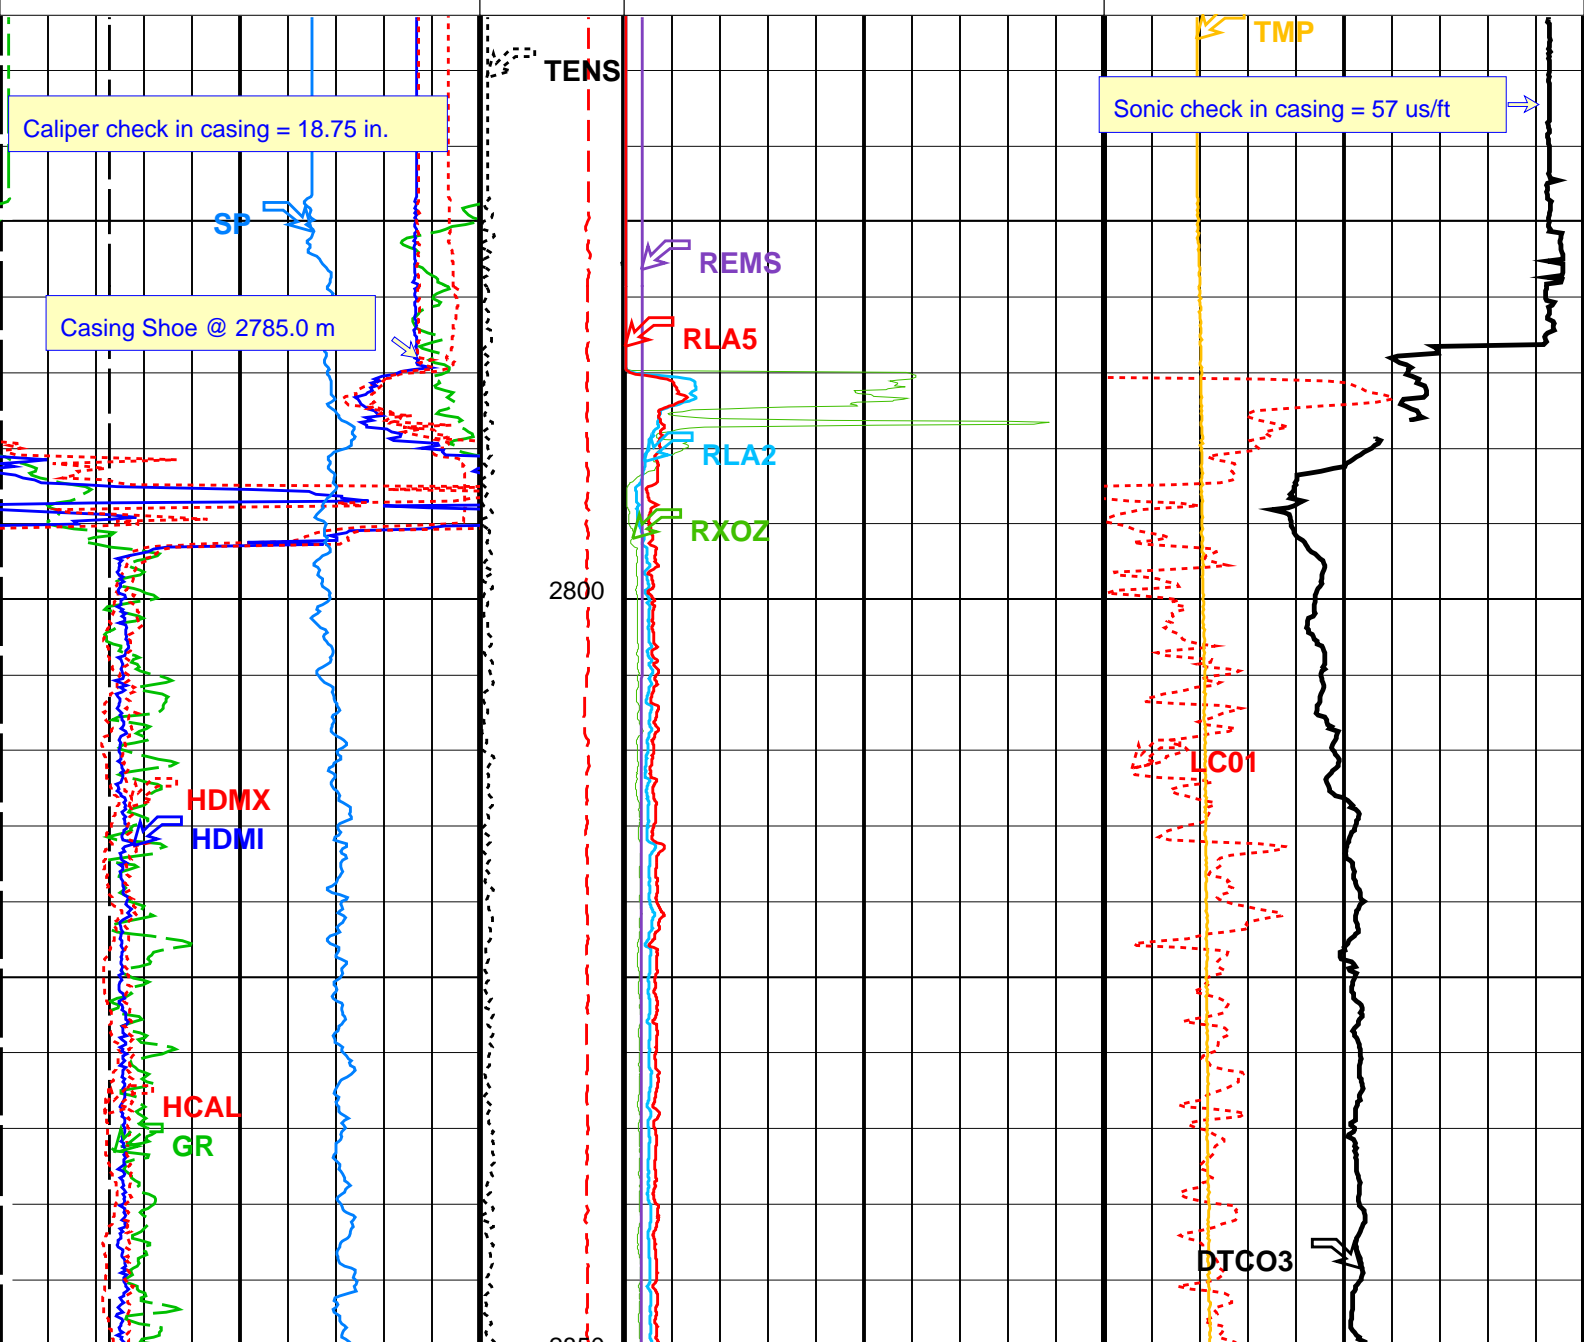 TMP
TENS
Sonic check in casing = 57 us/ft
Caliper check in casing = 18.75 in.
SP
REMS
Casing Shoe @ 2785.0 m
RLA5
RLA2
RXOZ
2800
LC01
HDMX
HDMI
HCAL
GR
DTCO3